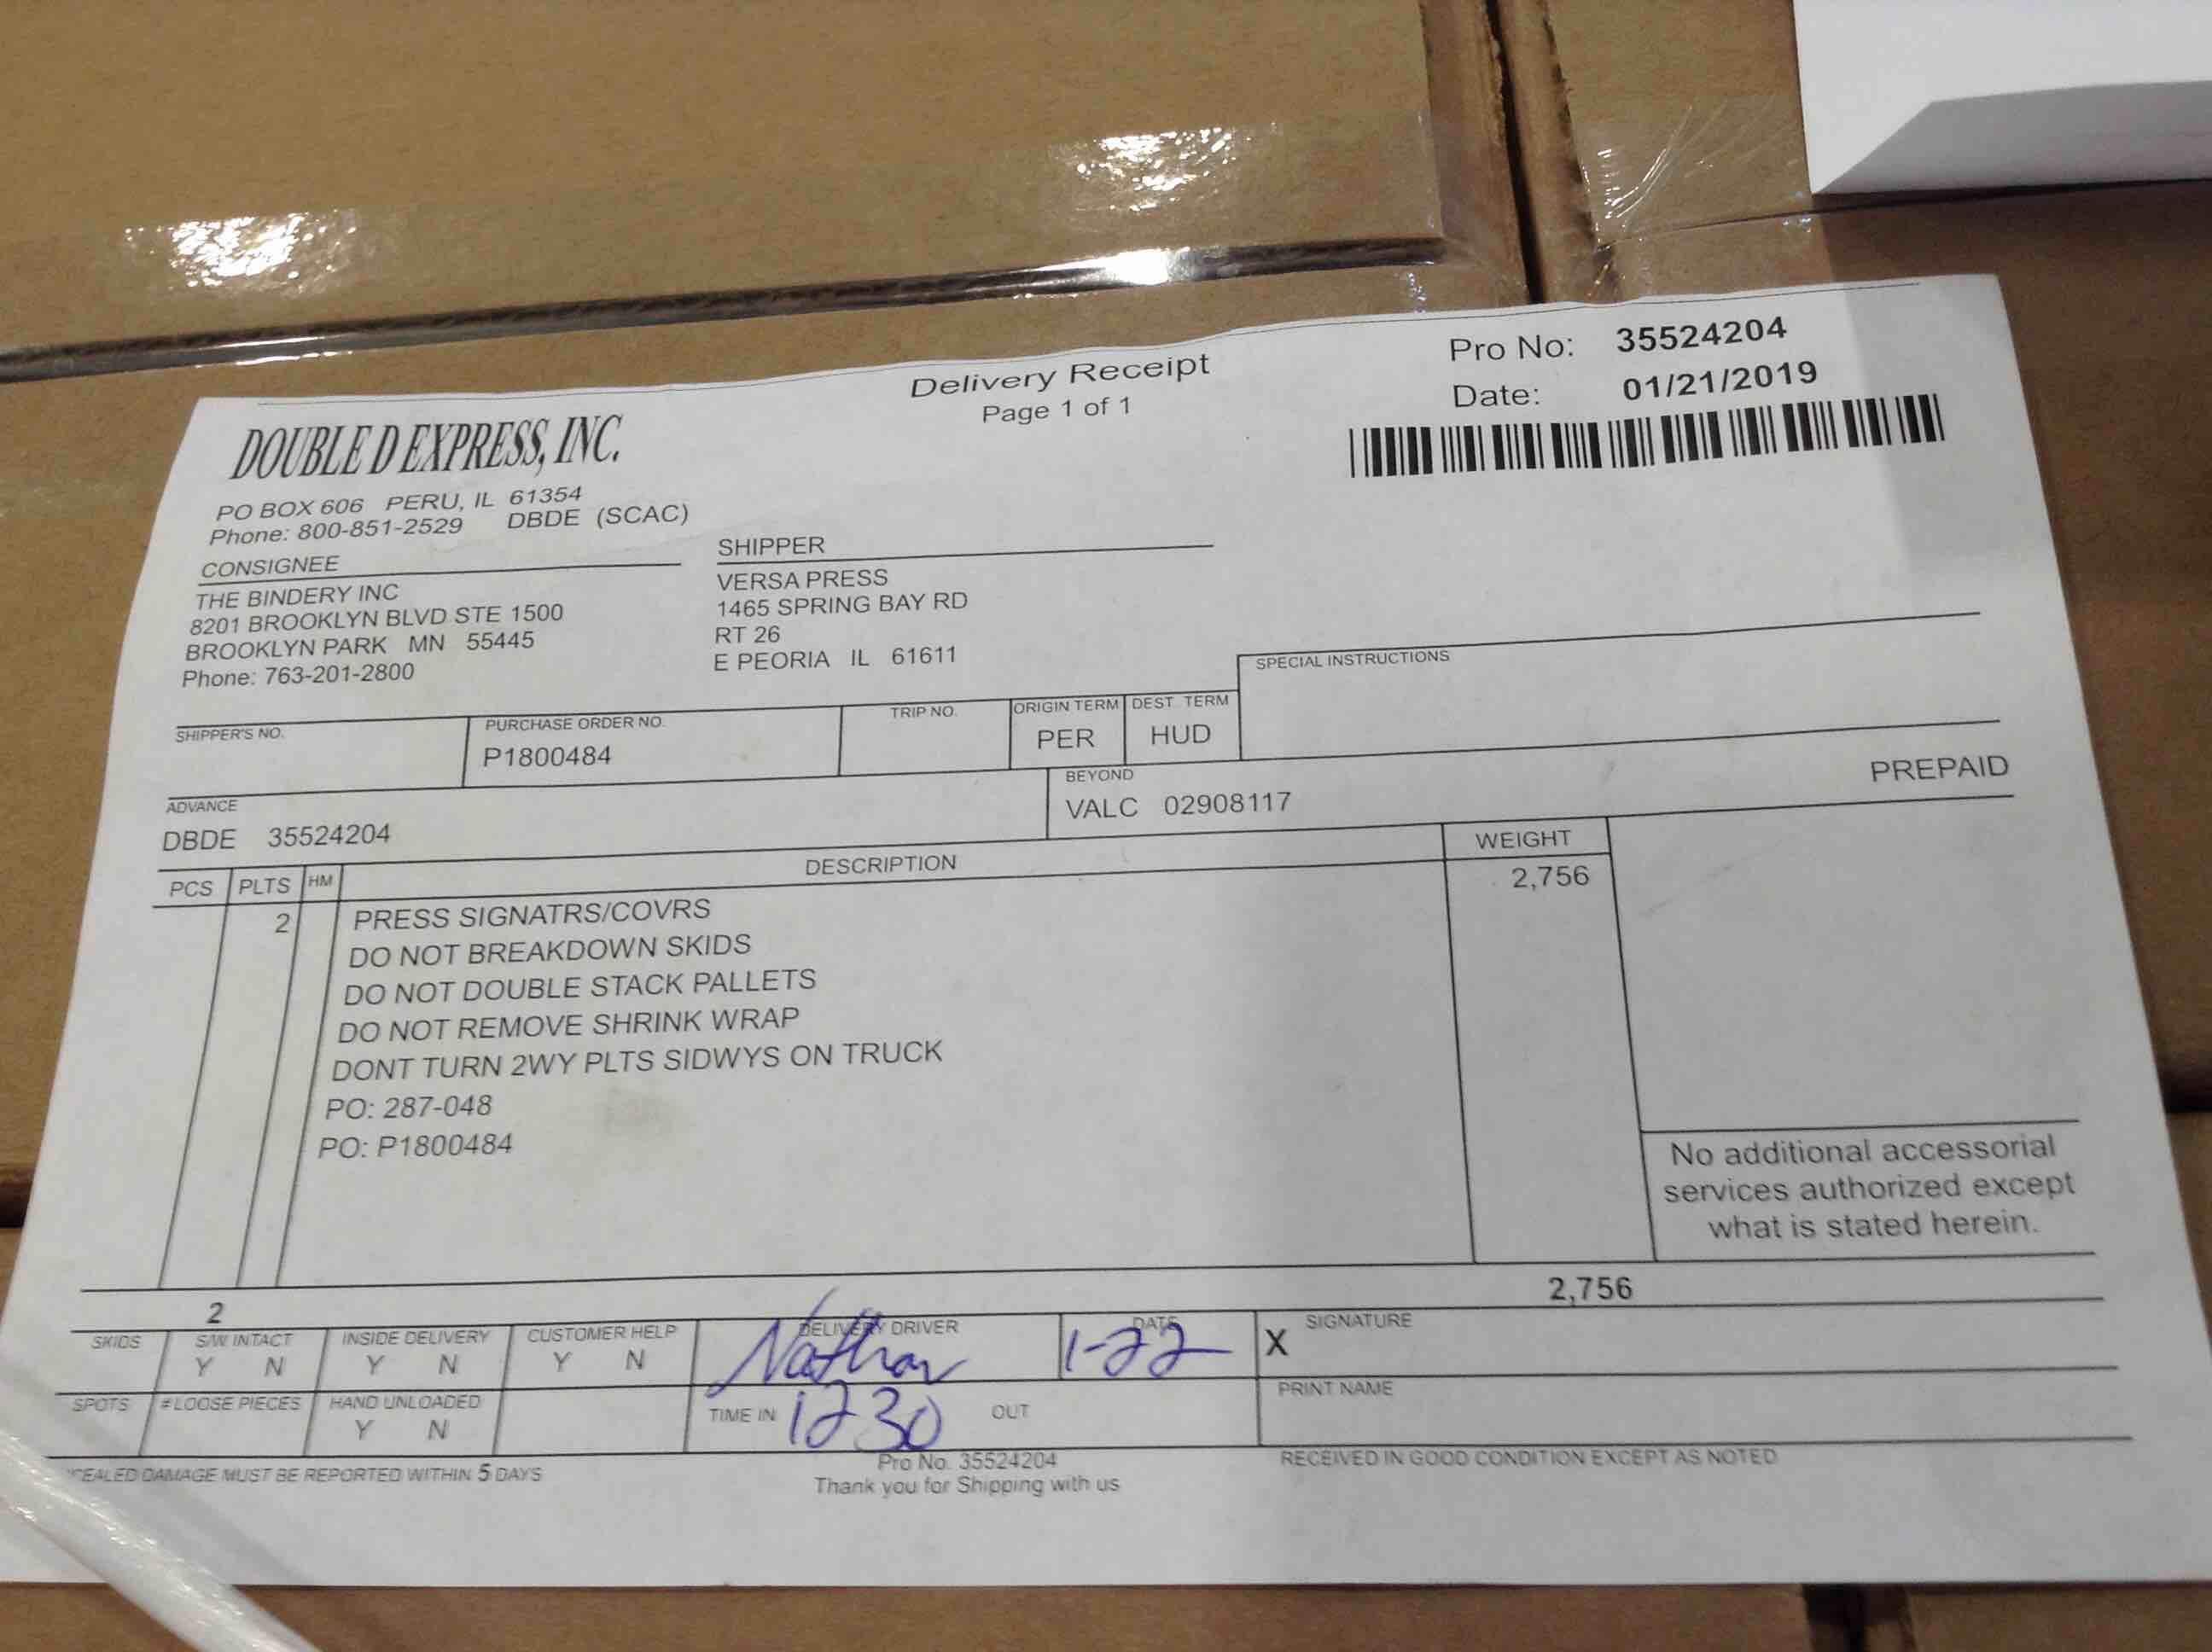 Delivery Receipt
Page 1 of 1
Pro No: 35524204
Date: 01/21/2019
DOUBLE D EXPRESS, INC.
PO BOX 606 PERU, IL 61354
Phone: 800-851-2529 DBDE (SCAC)
CONSIGNEE
THE BINDERY INC
8201 BROOKLYN BLVD STE 1500
BROOKLYN PARK MN 55445
Phone: 763-201-2800
SHIPPER
VERSA PRESS
1465 SPRING BAY RD
RT 26
E PEORIA IL 61611
SPECIAL INSTRUCTIONS
SHIPPER'S NO. PURCHASE ORDER NO. TRIP NO. ORIGIN TERM DEST. TERM
P1800484 PER HUD
ADVANCE BEYOND PREPAID
DBDE 35524204 VALC 02908117
PCS PLTS HM DESCRIPTION WEIGHT
2 PRESS SIGNATRS/COVRS 2,756
DO NOT BREAKDOWN SKIDS
DO NOT DOUBLE STACK PALLETS
DO NOT REMOVE SHRINK WRAP
DONT TURN 2WY PLTS SIDWYS ON TRUCK
PO: 287-048
PO: P1800484
No additional accessorial
services authorized except
what is stated herein.
2 2,756
SKIDS S/W INTACT INSIDE DELIVERY CUSTOMER HELP DELIVERY DRIVER DATE SIGNATURE
Y N Y N Y N Nathan 1-22 X
SPOTS # LOOSE PIECES HAND UNLOADED TIME IN 1230 OUT PRINT NAME
Y N
DAMAGE MUST BE REPORTED WITHIN 5 DAYS
Pro No. 35524204
Thank you for Shipping with us
RECEIVED IN GOOD CONDITION EXCEPT AS NOTED